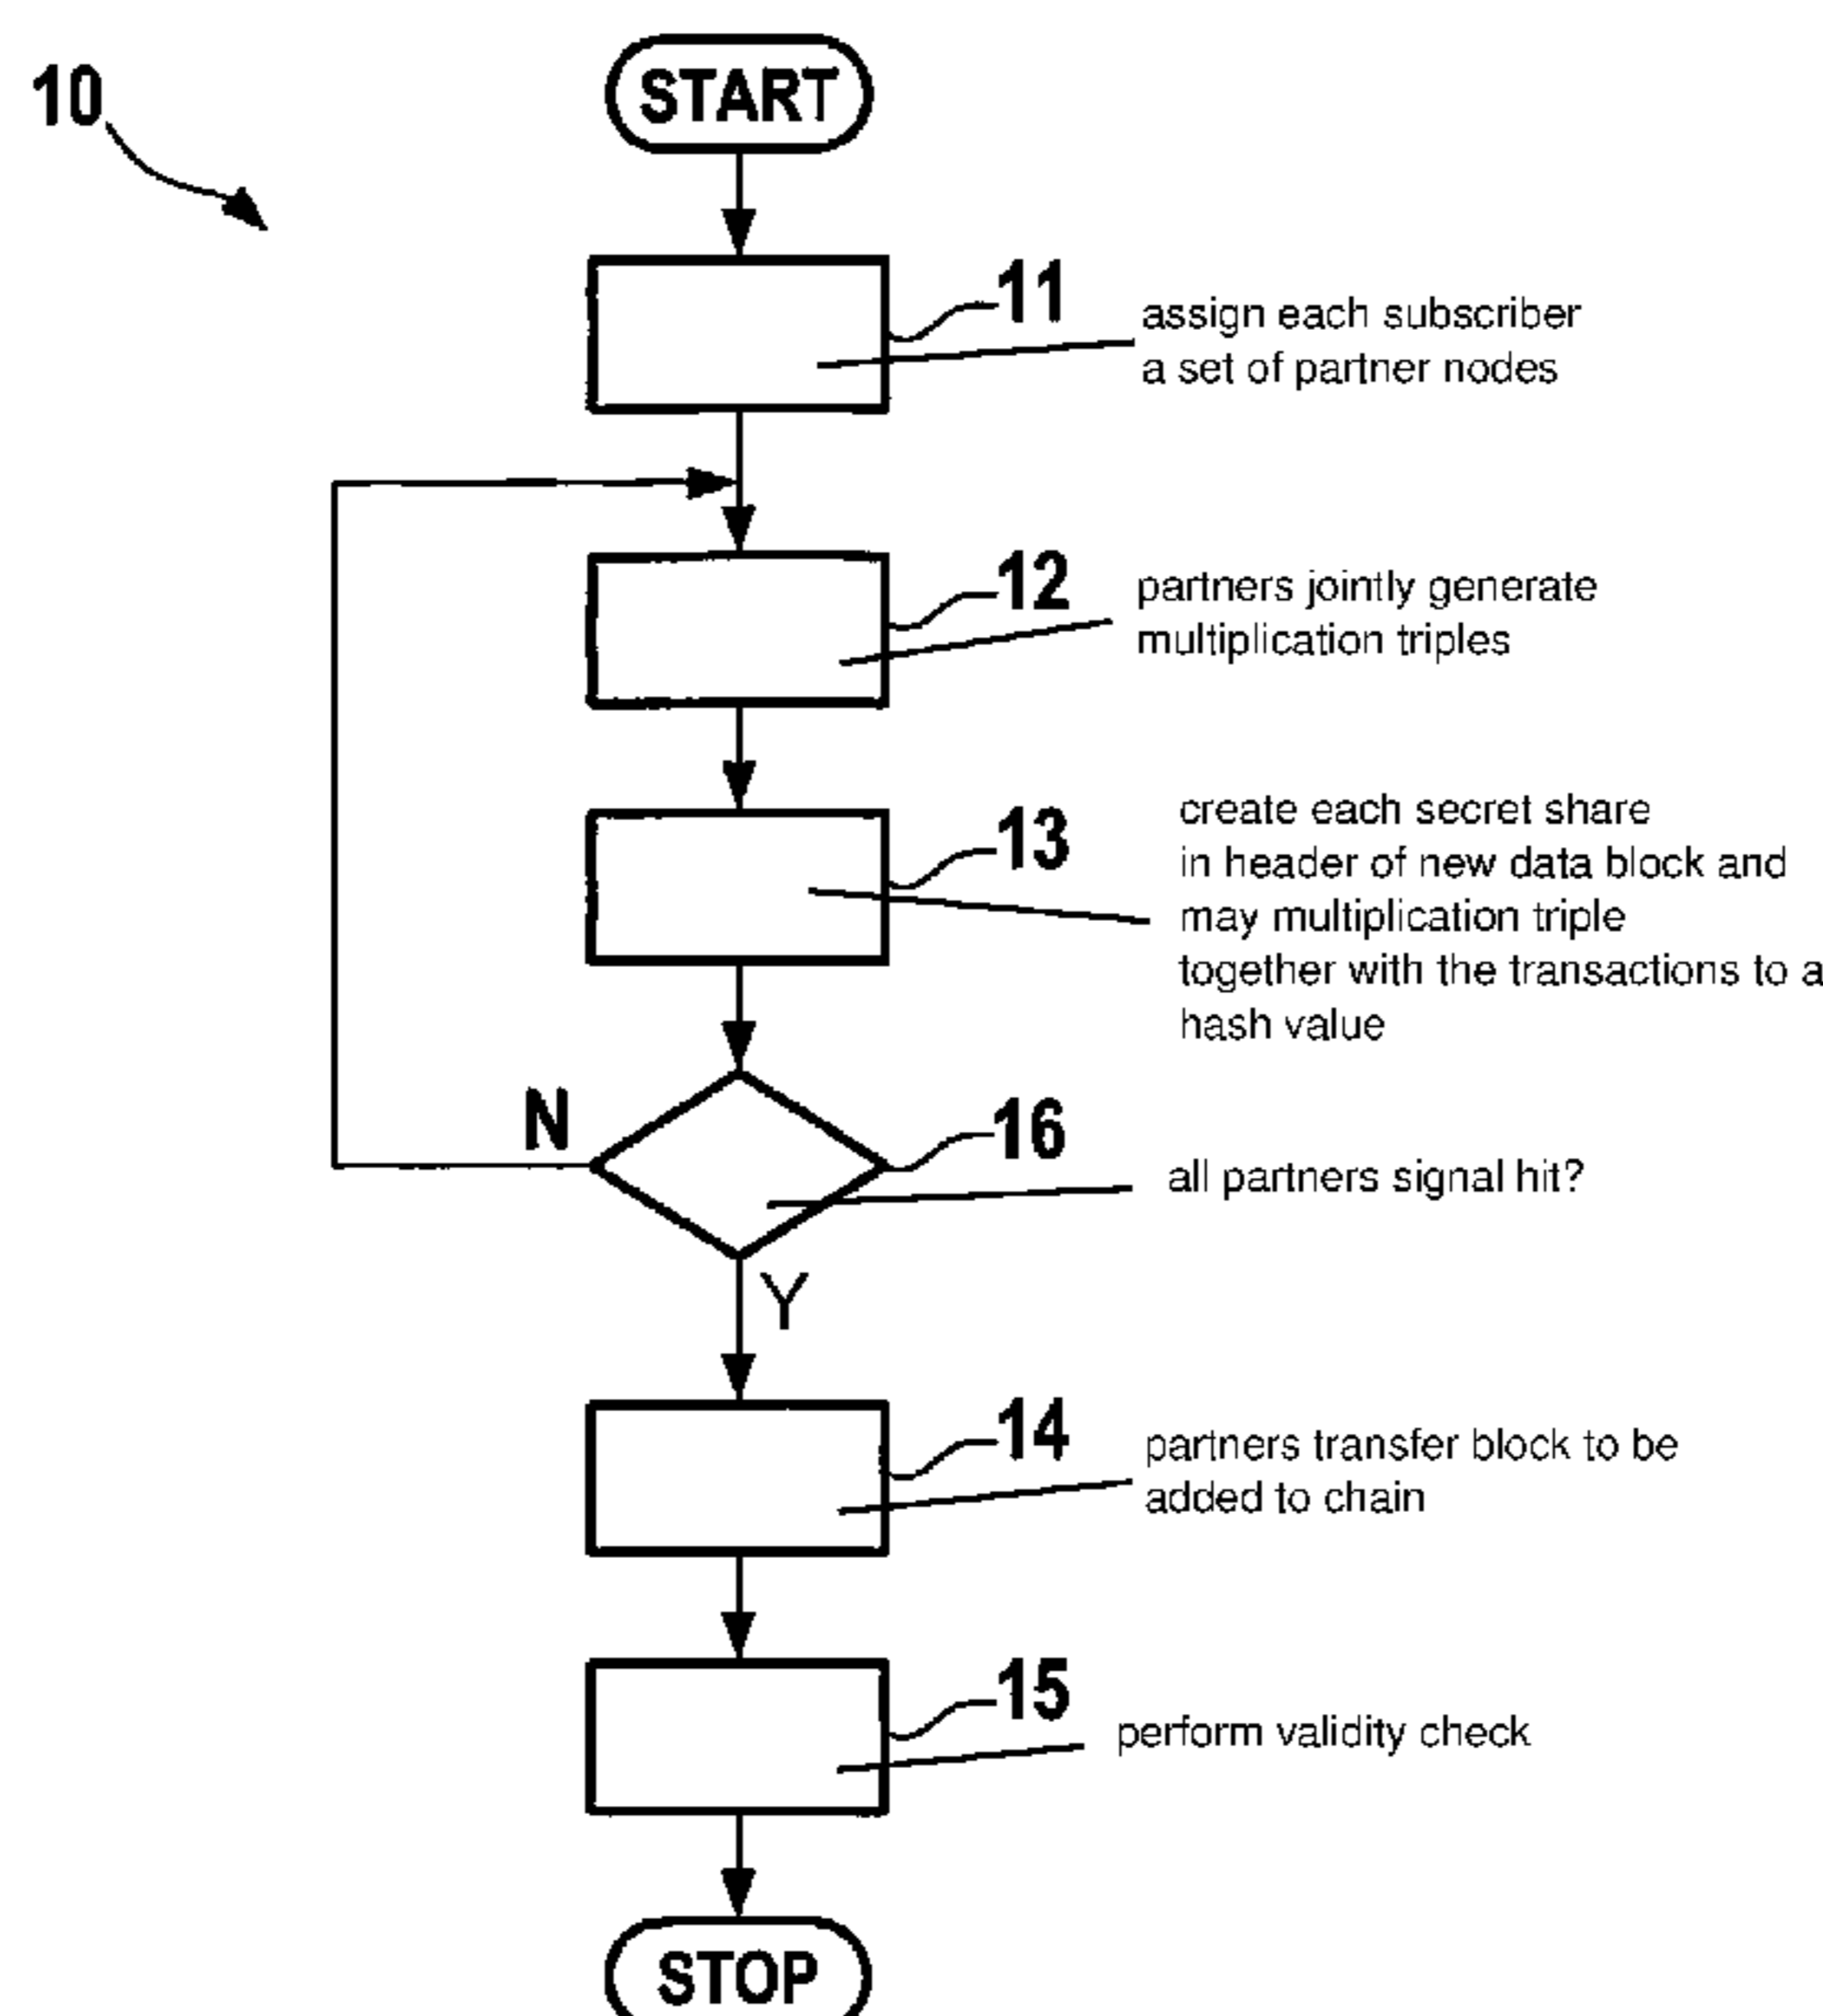 10
START
11
assign each subscriber
a set of partner nodes
12
partners jointly generate
multiplication triples
13
create each secret share
in header of new data block and
may multiplication triple
together with the transactions to a
hash value
N
16
all partners signal hit?
Y
14
partners transfer block to be
added to chain
15
perform validity check
STOP